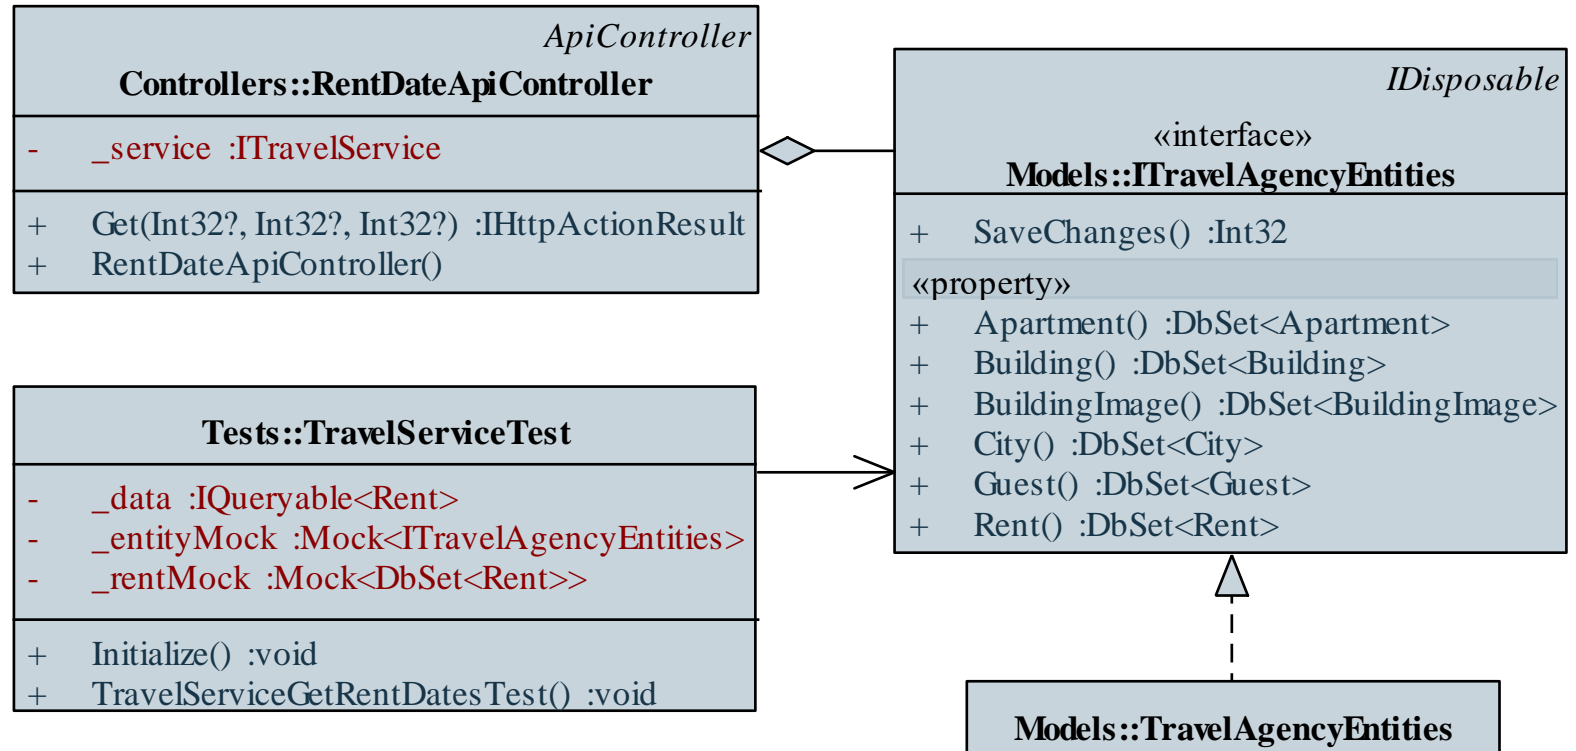 ApiController
Controllers::RentDateApiController
- _service :ITravelService
+ Get(Int32?, Int32?, Int32?) :IHttpActionResult
+ RentDateApiController()
IDisposable
«interface»
Models::ITravelAgencyEntities
+ SaveChanges() :Int32
«property»
+ Apartment() :DbSet<Apartment>
+ Building() :DbSet<Building>
+ BuildingImage() :DbSet<BuildingImage>
+ City() :DbSet<City>
+ Guest() :DbSet<Guest>
+ Rent() :DbSet<Rent>
Tests::TravelServiceTest
- _data :IQueryable<Rent>
- _entityMock :Mock<ITravelAgencyEntities>
- _rentMock :Mock<DbSet<Rent>>
+ Initialize() :void
+ TravelServiceGetRentDatesTest() :void
Models::TravelAgencyEntities